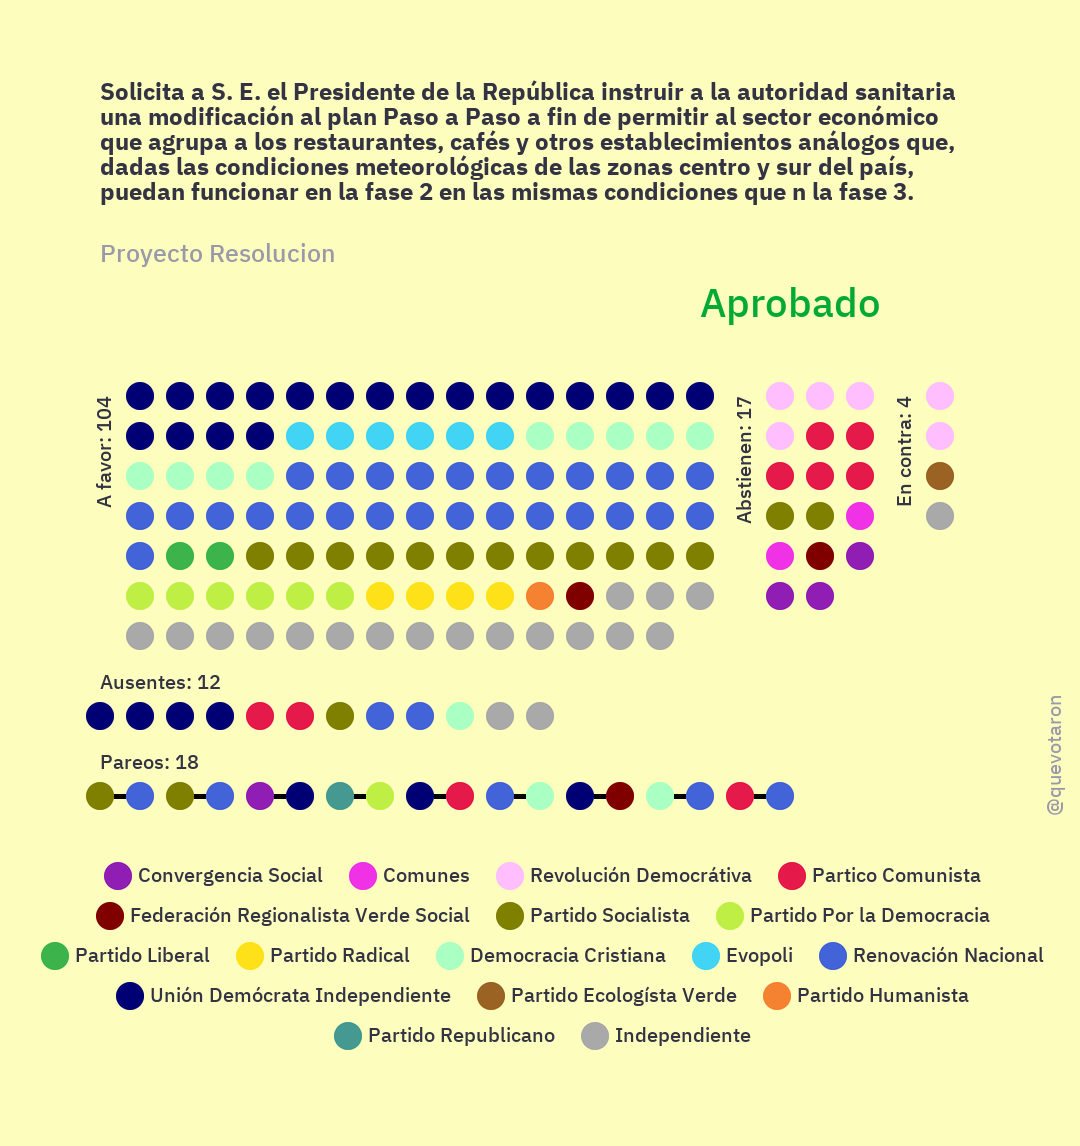 Solicita a S. E. el Presidente de la República instruir a la autoridad sanitaria
una modificación al plan Paso a Paso a fin de permitir al sector económico
que agrupa a los restaurantes, cafés y otros establecimientos análogos que,
dadas las condiciones meteorológicas de las zonas centro y sur del país,
puedan funcionar en la fase 2 en las mismas condiciones que n la fase 3.
Proyecto Resolucion
Aprobado
A favor: 104
Abstienen: 17
En contra: 4
Ausentes: 12
Pareos: 18
@quevotaron
Convergencia Social
Comunes
Revolución Democrátiva
Partico Comunista
Federación Regionalista Verde Social
Partido Socialista
Partido Por la Democracia
Partido Liberal
Partido Radical
Democracia Cristiana
Evopoli
Renovación Nacional
Unión Demócrata Independiente
Partido Ecologísta Verde
Partido Humanista
Partido Republicano
Independiente